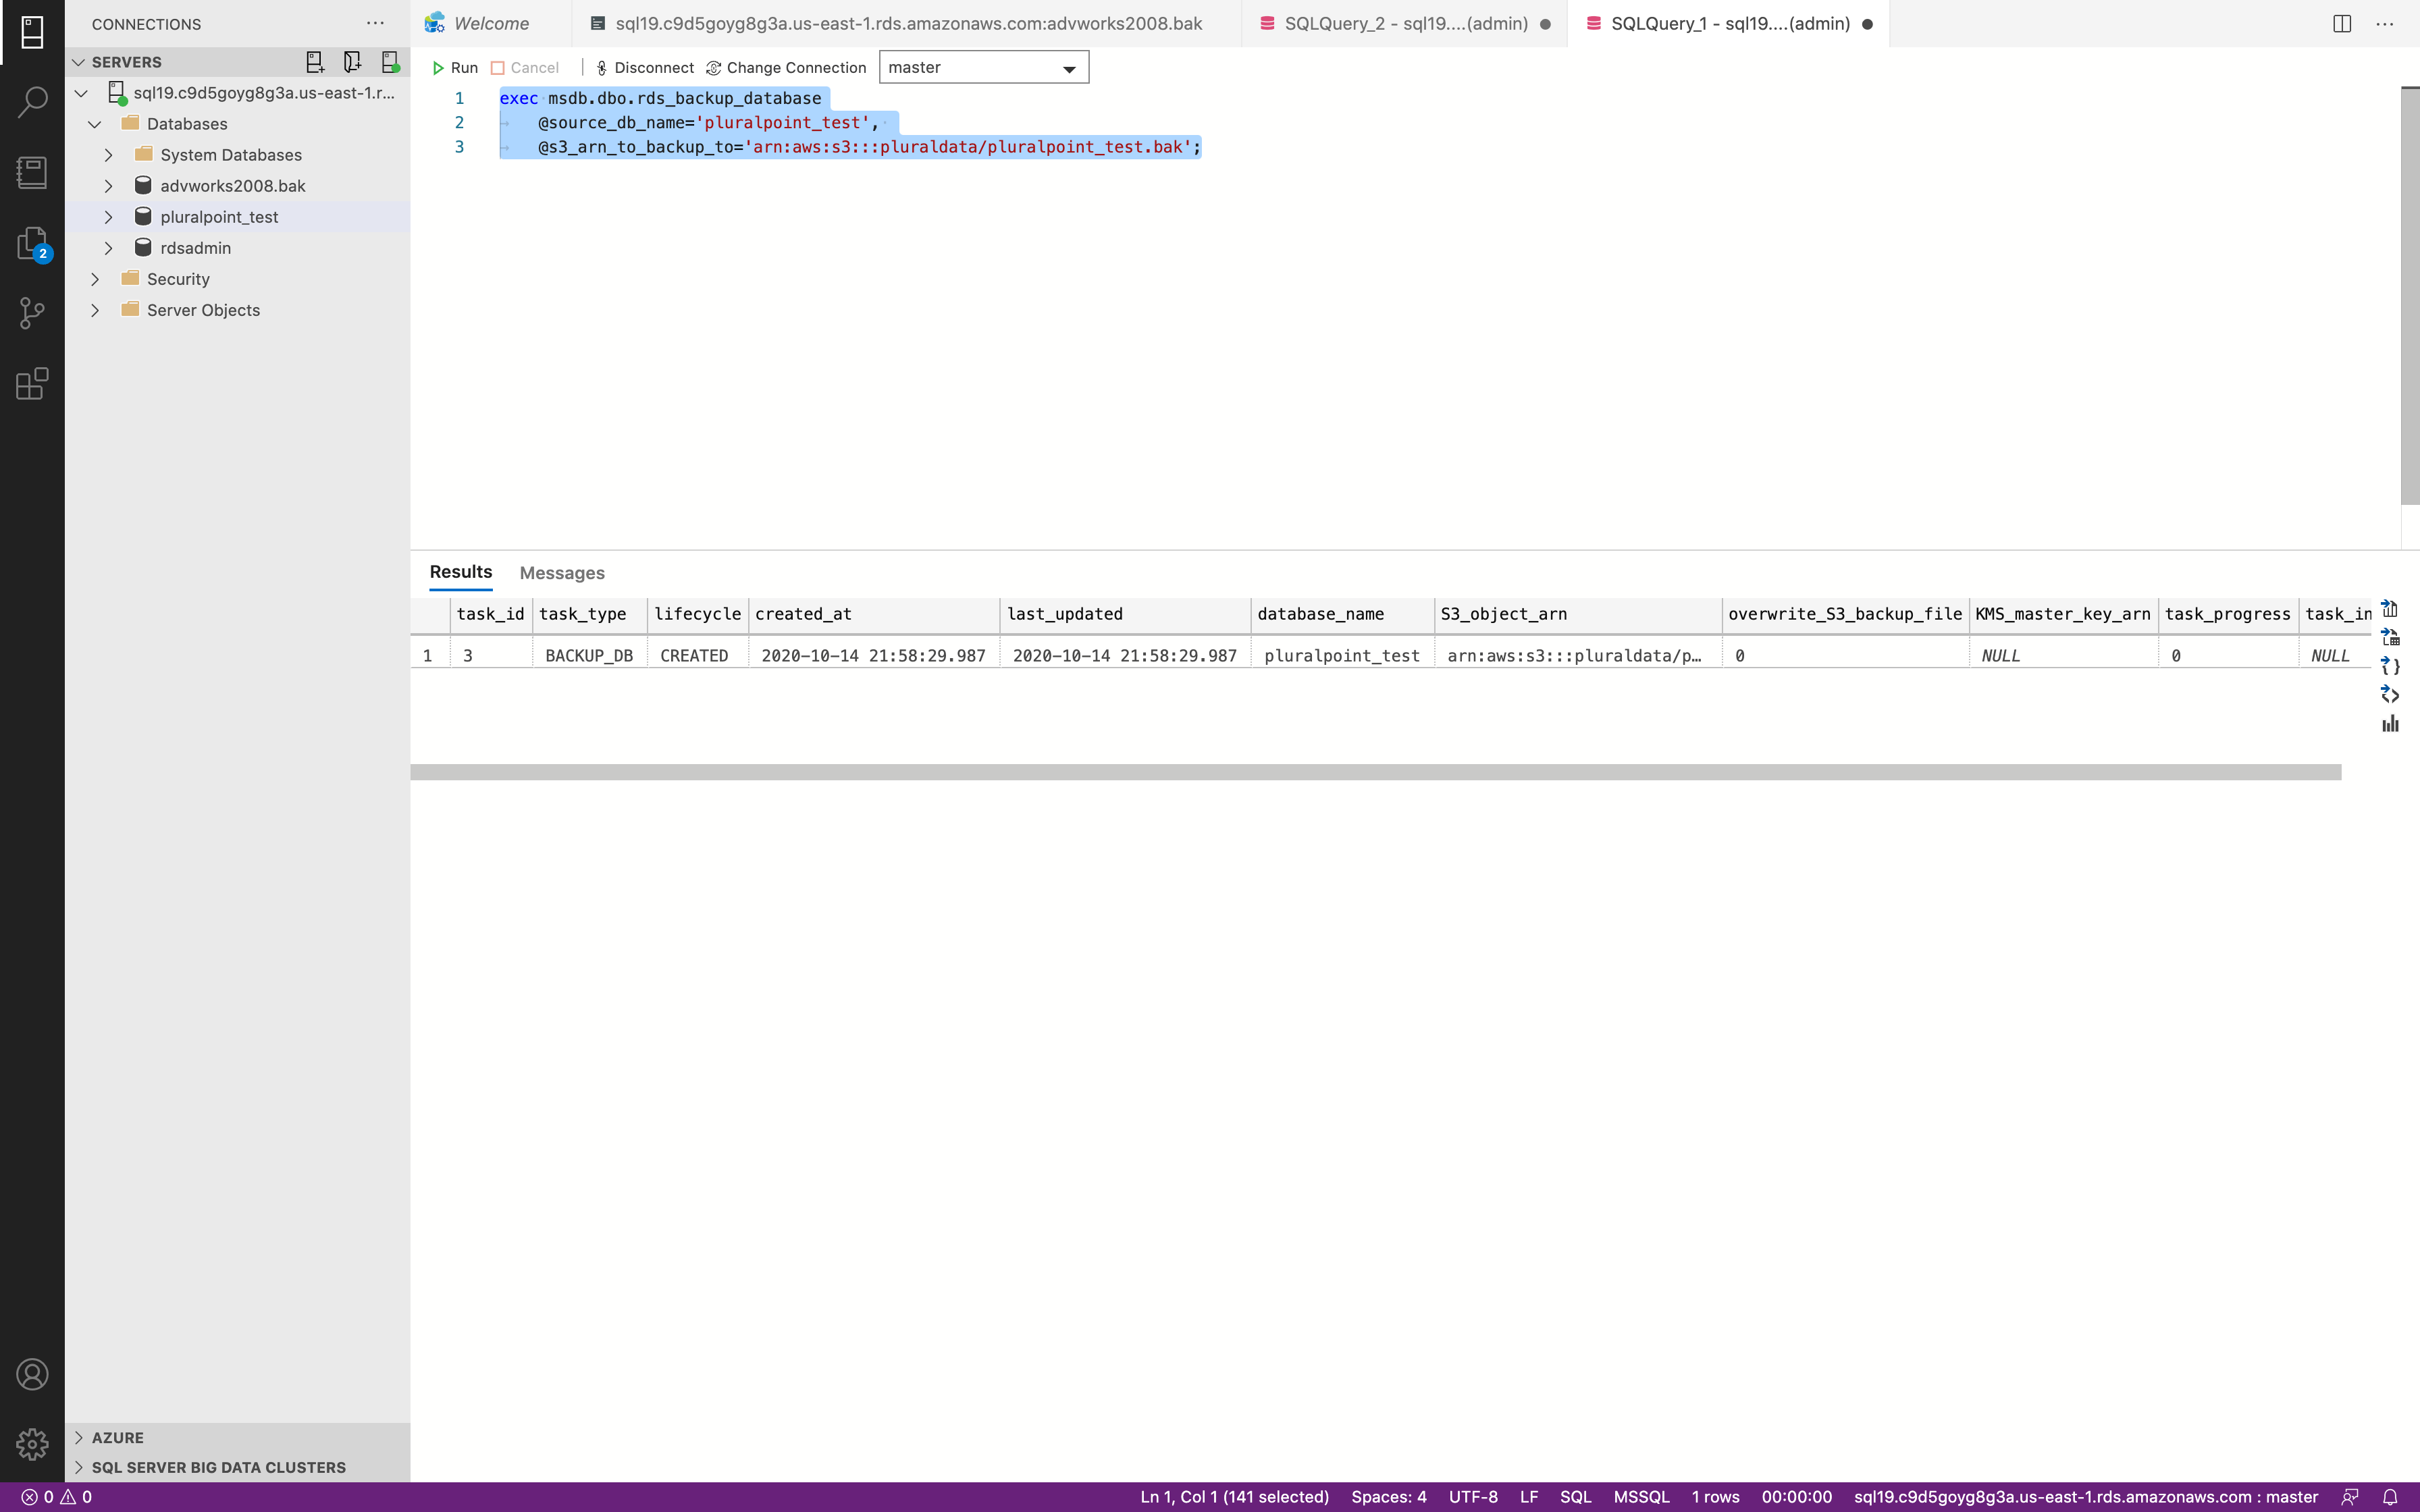 CONNECTIONS
SERVERS
sql19.c9d5goyg8g3a.us-east-1.r...
Databases
System Databases
advworks2008.bak
pluralpoint_test
rdsadmin
Security
Server Objects
AZURE
SQL SERVER BIG DATA CLUSTERS
2
Welcome
sql19.c9d5goyg8g3a.us-east-1.rds.amazonaws.com:advworks2008.bak
SQLQuery_2 - sql19....(admin)
SQLQuery_1 - sql19....(admin)
Run Cancel Disconnect Change Connection master
1 exec msdb.dbo.rds_backup_database
2 @source_db_name='pluralpoint_test',
3 @s3_arn_to_backup_to='arn:aws:s3:::pluraldata/pluralpoint_test.bak';
Results Messages
task_id task_type lifecycle created_at last_updated database_name S3_object_arn overwrite_S3_backup_file KMS_master_key_arn task_progress task_in
1 3 BACKUP_DB CREATED 2020-10-14 21:58:29.987 2020-10-14 21:58:29.987 pluralpoint_test arn:aws:s3:::pluraldata/p... 0 NULL 0 NULL
0 0 Ln 1, Col 1 (141 selected) Spaces: 4 UTF-8 LF SQL MSSQL 1 rows 00:00:00 sql19.c9d5goyg8g3a.us-east-1.rds.amazonaws.com : master